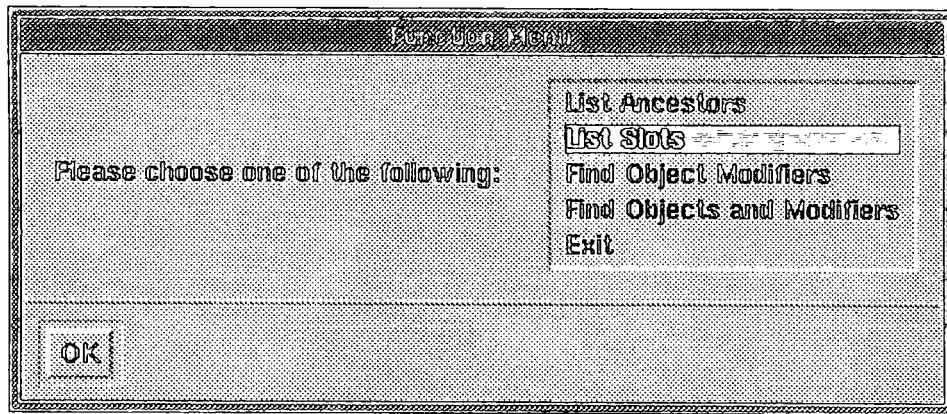 Function Menu
Please choose one of the following:
List Ancestors
List Slots
Find Object Modifiers
Find Objects and Modifiers
Exit
OK